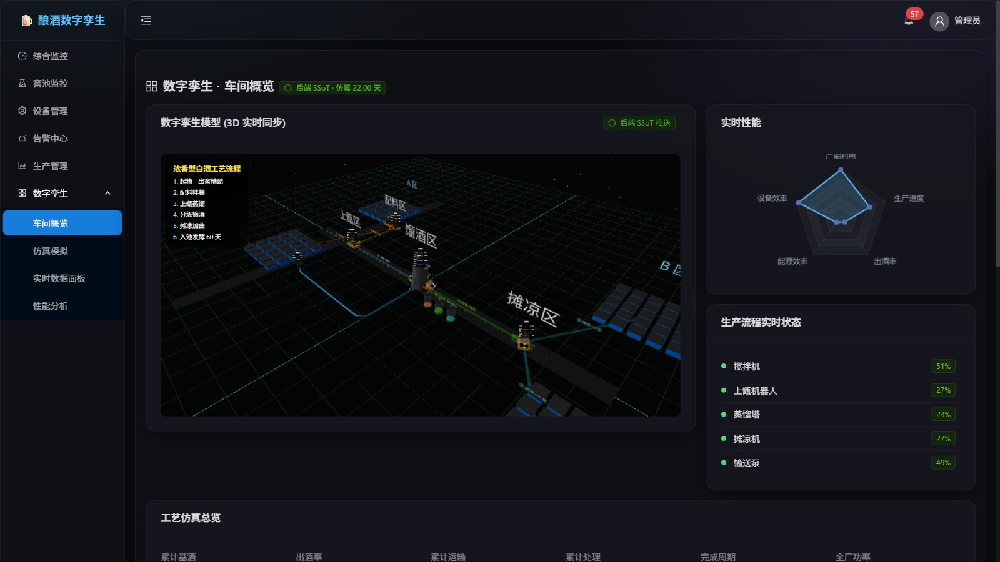 酿酒数字孪生
57
管理员
综合监控
窖池监控
设备管理
告警中心
生产管理
数字孪生
车间概览
仿真模拟
实时数据面板
性能分析
数字孪生 · 车间概览
后端 SSoT · 仿真 22.00 天
数字孪生模型 (3D 实时同步)
后端 SSoT 推送
浓香型白酒工艺流程
1. 起糟 - 出窖糟醅
2. 配料拌粮
3. 上甑蒸馏
4. 分级摘酒
5. 摊凉加曲
6. 入池发酵 60 天
A 区
配料区
上甑区
馏酒区
B 区
摊凉区
实时性能
产能利用
设备效率
生产进度
能源效率
出酒率
生产流程实时状态
搅拌机 51%
上甑机器人 27%
蒸馏塔 23%
摊凉机 27%
输送泵 49%
工艺仿真总览
累计基酒 出酒率 累计运输 累计处理 完成周期 全厂功率